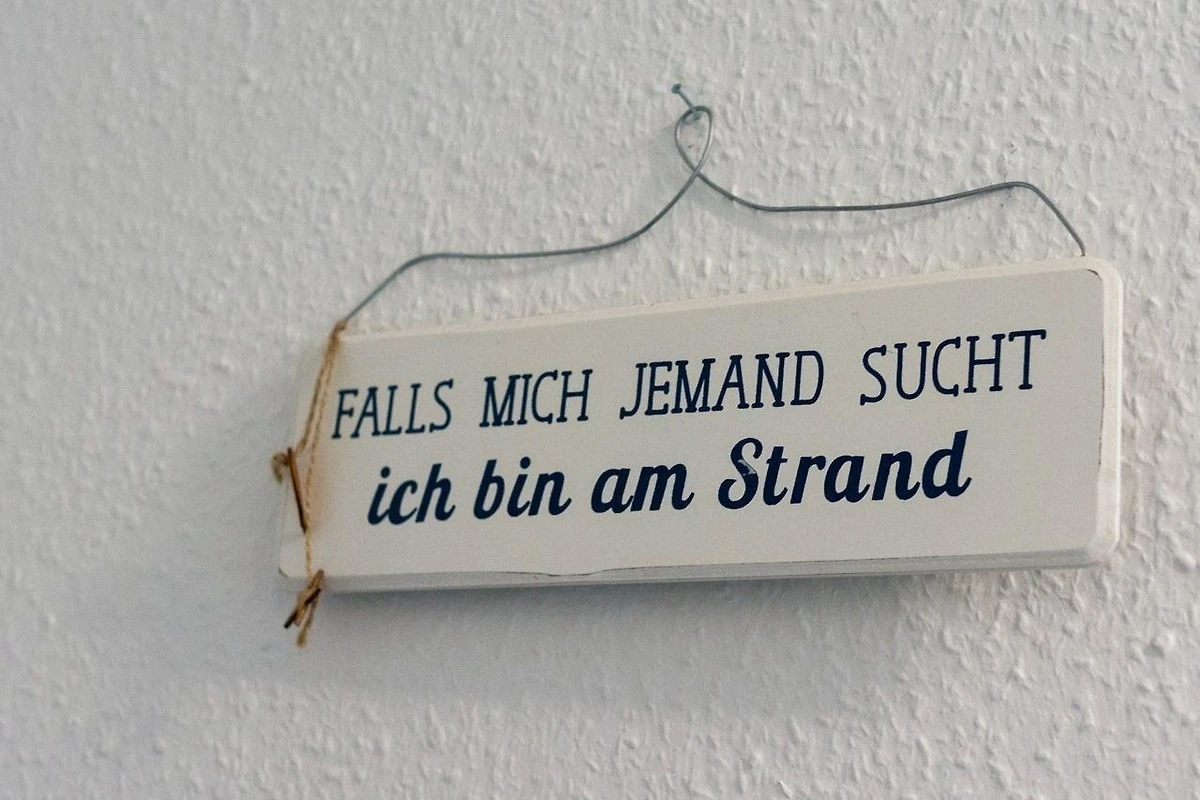 FALLS MICH JEMAND SUCHT
ich bin am Strand